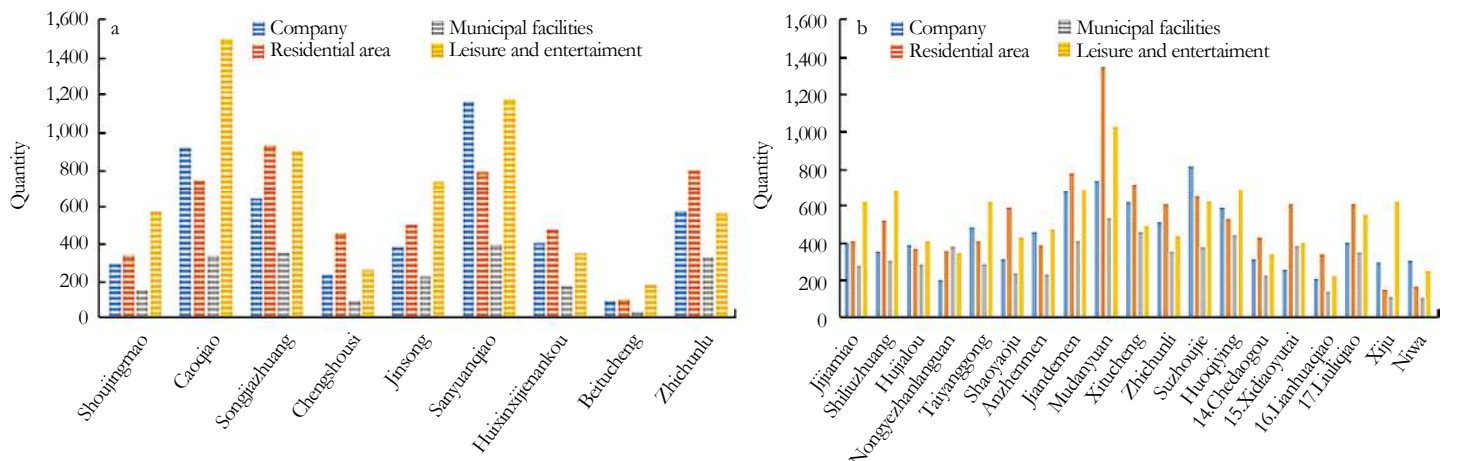 a
Company
Municipal facilities
Residential area
Leisure and entertaiment
1,600
1,400
1,200
1,000
800
600
400
200
0
Quantity
Shoujingmao
Caoqiao
Songjiazhuang
Chengshousi
Jinsong
Sanyuanqiao
Huixinxijienankou
Beitucheng
Zhichunlu
b
Company
Municipal facilities
Residential area
Leisure and entertaiment
1,600
1,400
1,200
1,000
800
600
400
200
0
Quantity
Jijiamiao
Shiliuzhuang
Hujialou
Nongyezhanlanguan
Taiyanggong
Shaoyaoju
Anzhenmen
Jiandemen
Mudanyuan
Xitucheng
Zhichunli
Suzhoujie
Huoqiying
14.Chedaogou
15.Xidiaoyutai
16.Lianhuaqiao
17.Liuliqiao
Xiju
Niwa